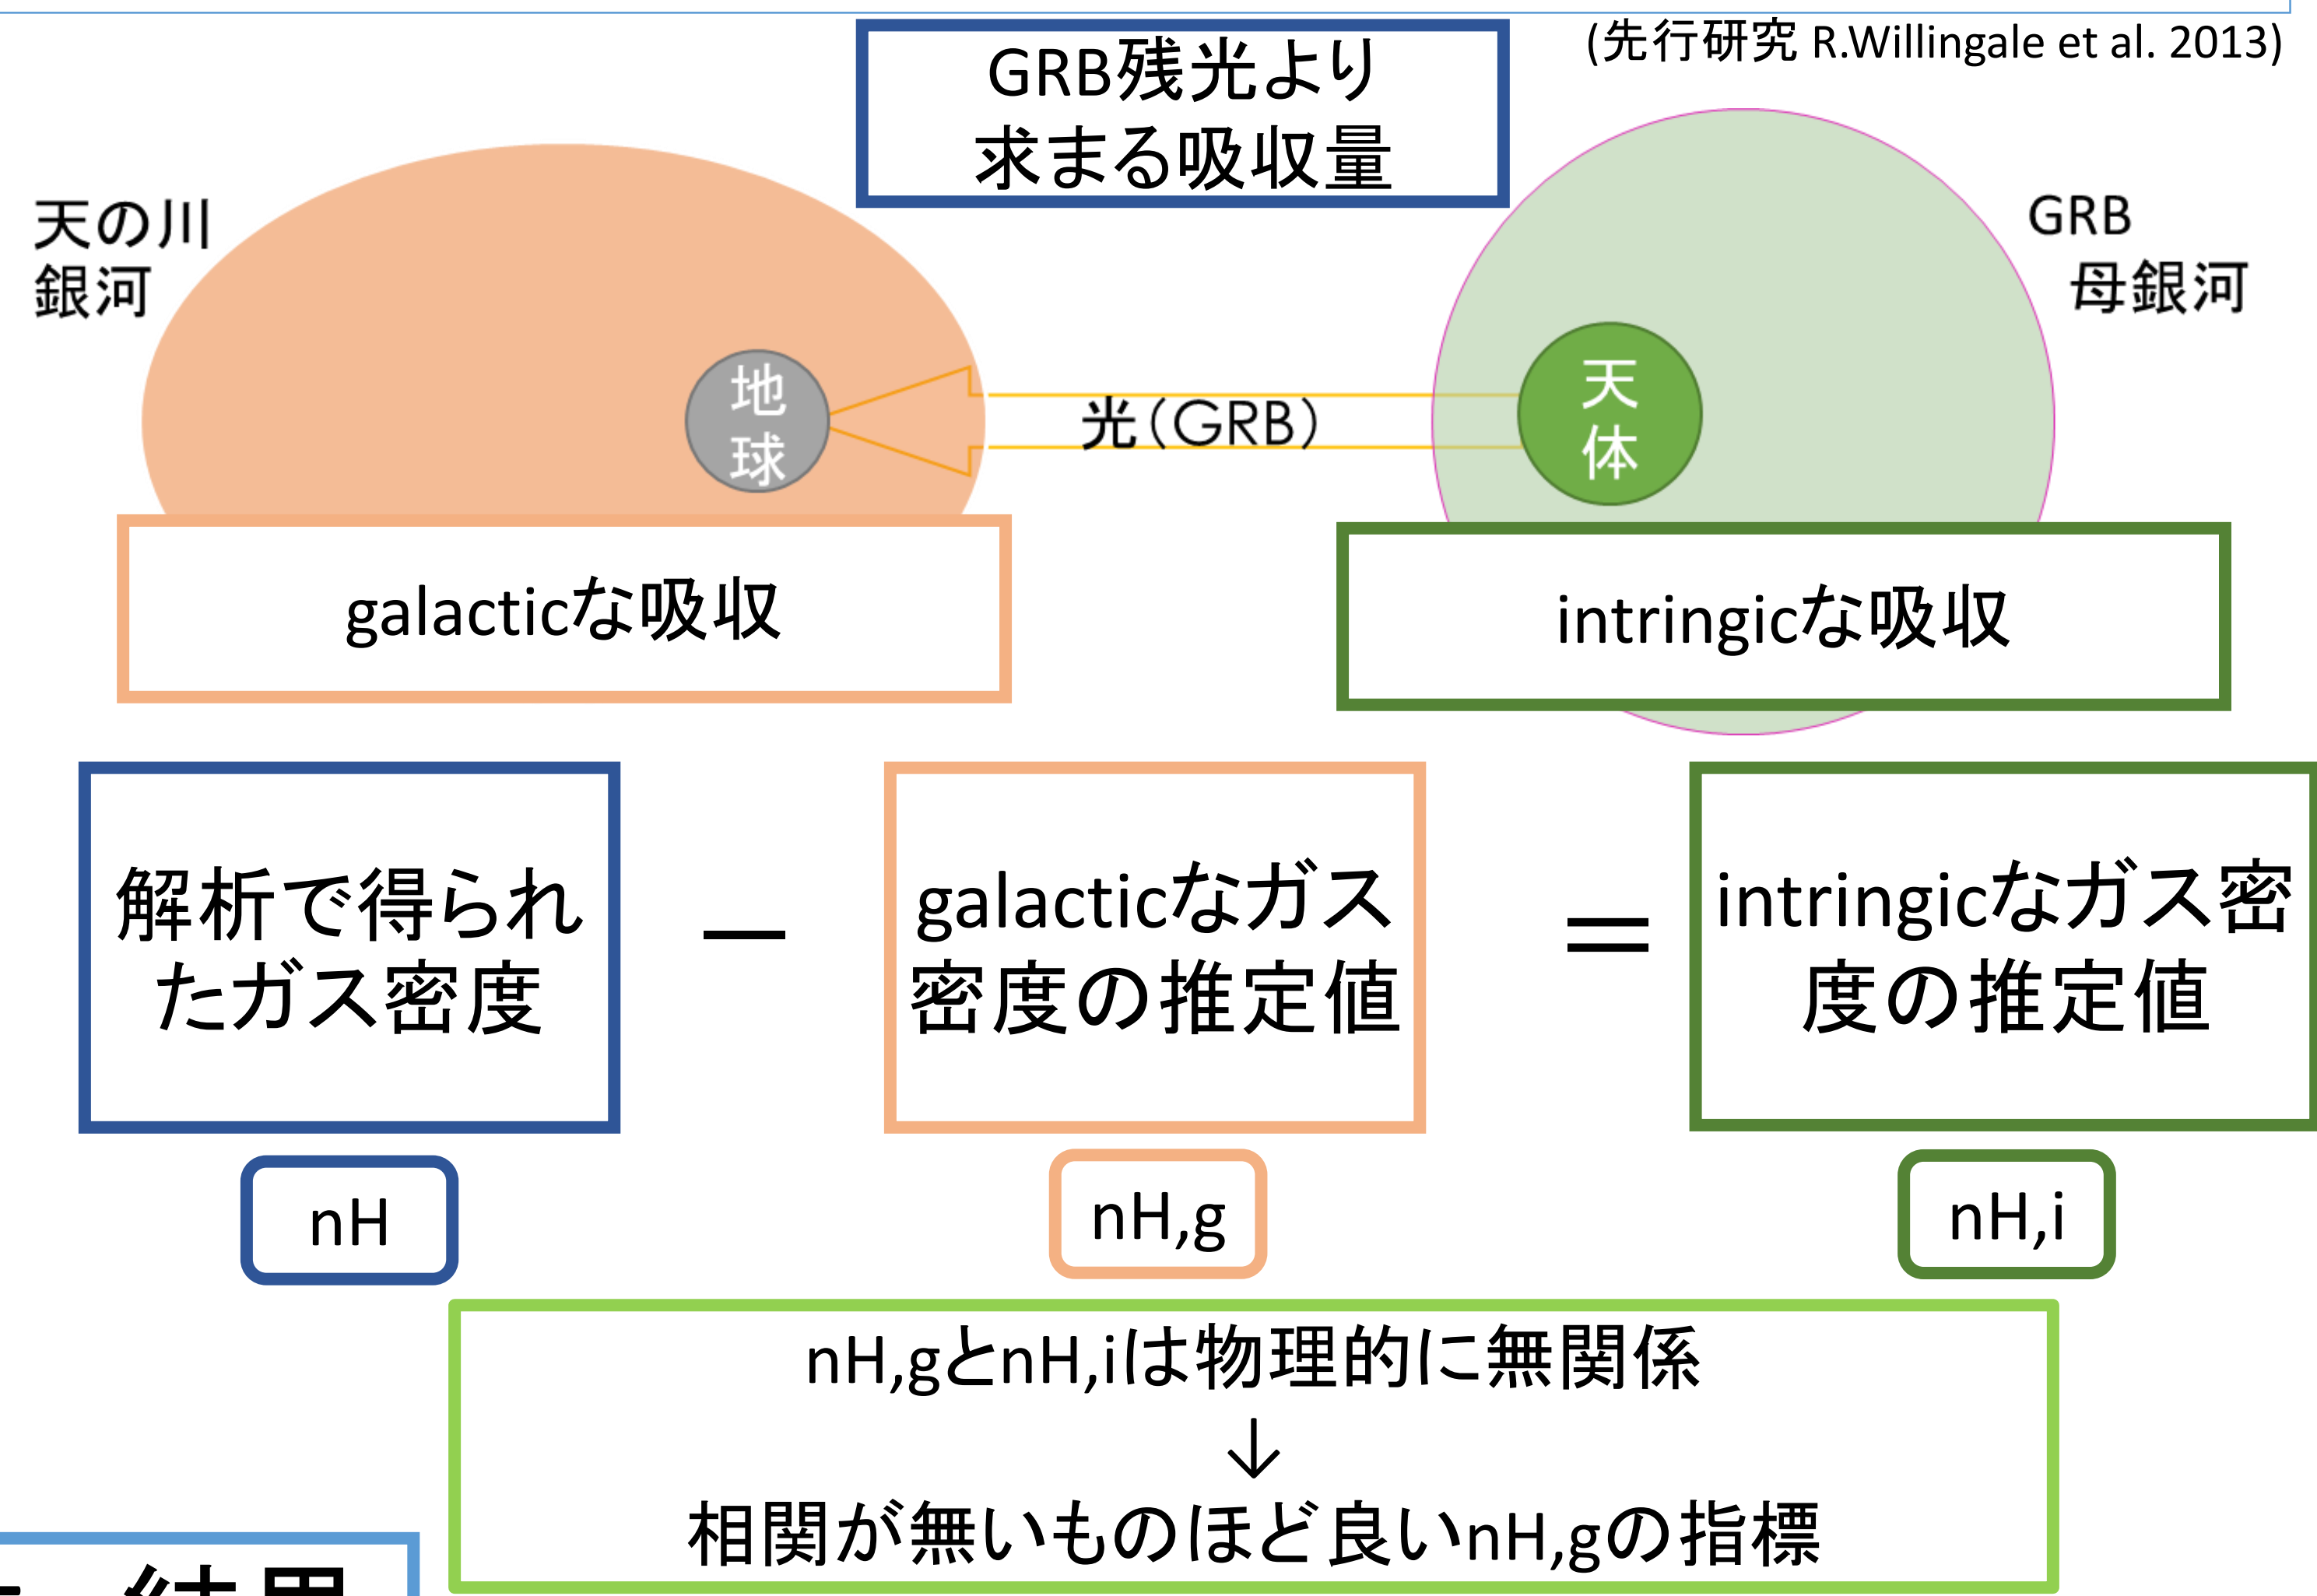 (先行研究 R.Willingale et al. 2013)
GRB残光より
求まる吸収量
天の川
銀河
GRB
母銀河
地
球
光(GRB)
天
体
galacticな吸収
intringicな吸収
解析で得られ
たガス密度
－
galacticなガス
密度の推定値
＝
intringicなガス密
度の推定値
nH
nH,g
nH,i
nH,gとnH,iは物理的に無関係
↓
相関が無いものほど良いnH,gの指標